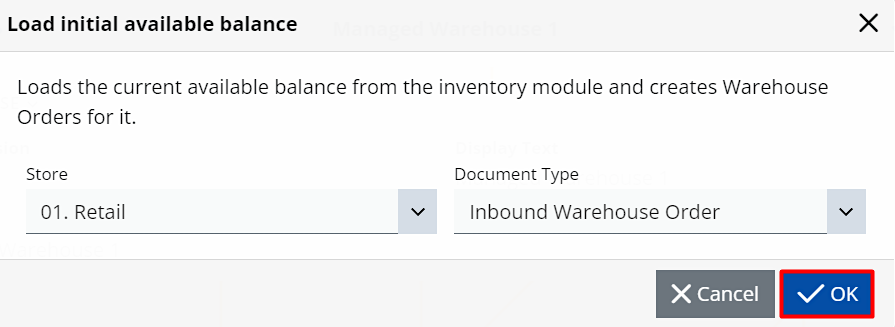 Load initial available balance
Loads the current available balance from the inventory module and creates Warehouse
Orders for it.
Store
Document Type
01. Retail
Inbound Warehouse Order
Cancel
OK